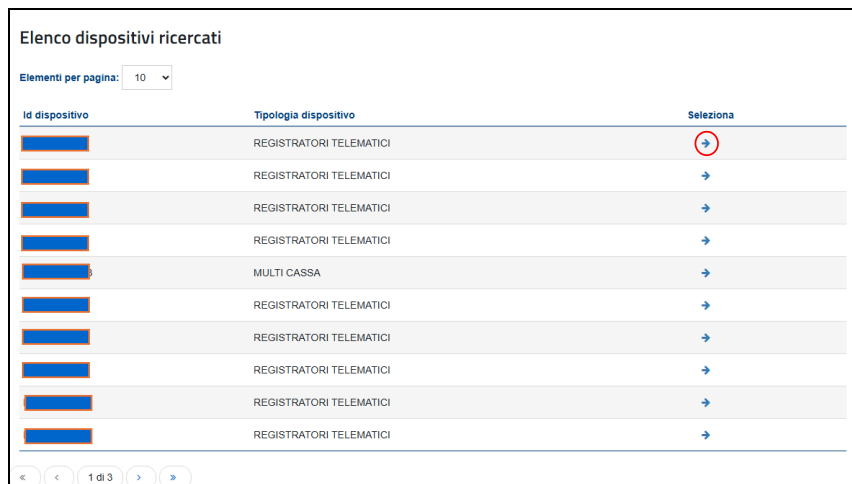 Elenco dispositivi ricercati
Elementi per pagina: 10
Id dispositivo Tipologia dispositivo Seleziona
REGISTRATORI TELEMATICI
REGISTRATORI TELEMATICI
REGISTRATORI TELEMATICI
REGISTRATORI TELEMATICI
MULTI CASSA
REGISTRATORI TELEMATICI
REGISTRATORI TELEMATICI
REGISTRATORI TELEMATICI
REGISTRATORI TELEMATICI
REGISTRATORI TELEMATICI
« ‹ 1 di 3 › »